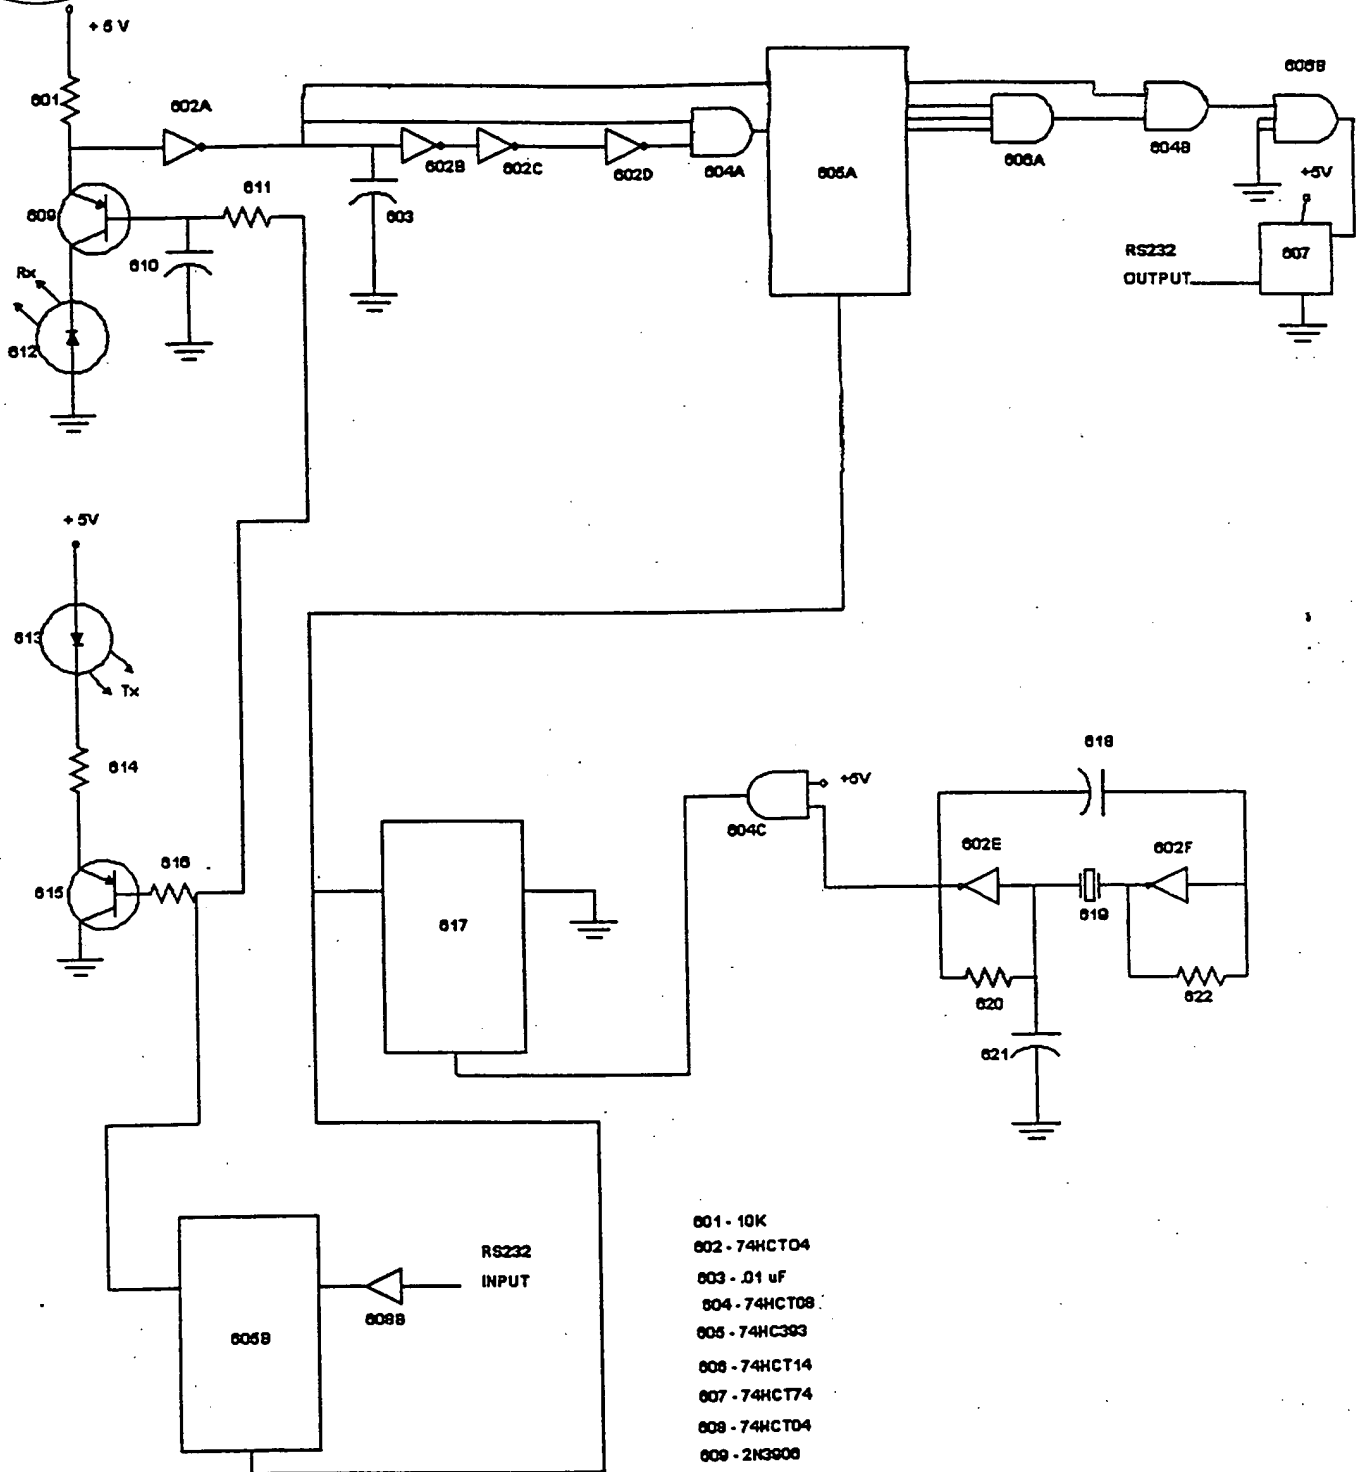 +5V
606B
601
602A
+5V
602B
602C
602D
604A
605A
606A
604B
611
609
603
610
Rx
RS232
OUTPUT
607
612
+5V
613
Tx
618
614
+5V
604C
602E
602F
616
615
617
619
620
622
621
601 - 10K
RS232
INPUT
602 - 74HCT04
603 - .01 uF
604 - 74HCT08
608B
605B
605 - 74HC393
606 - 74HCT14
607 - 74HCT74
608 - 74HCT04
609 - 2N3906